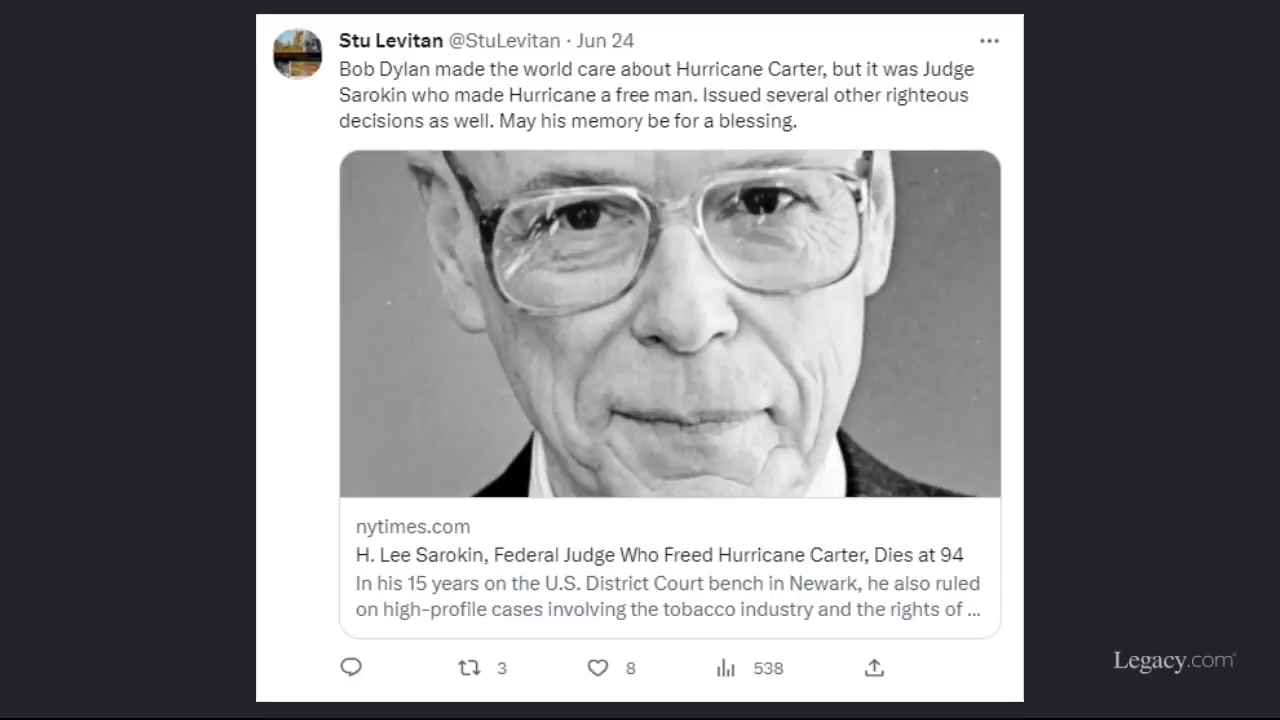 Stu Levitan @StuLevitan · Jun 24
Bob Dylan made the world care about Hurricane Carter, but it was Judge
Sarokin who made Hurricane a free man. Issued several other righteous
decisions as well. May his memory be for a blessing.
nytimes.com
H. Lee Sarokin, Federal Judge Who Freed Hurricane Carter, Dies at 94
In his 15 years on the U.S. District Court bench in Newark, he also ruled
on high-profile cases involving the tobacco industry and the rights of ...
3 8 538
Legacy.com